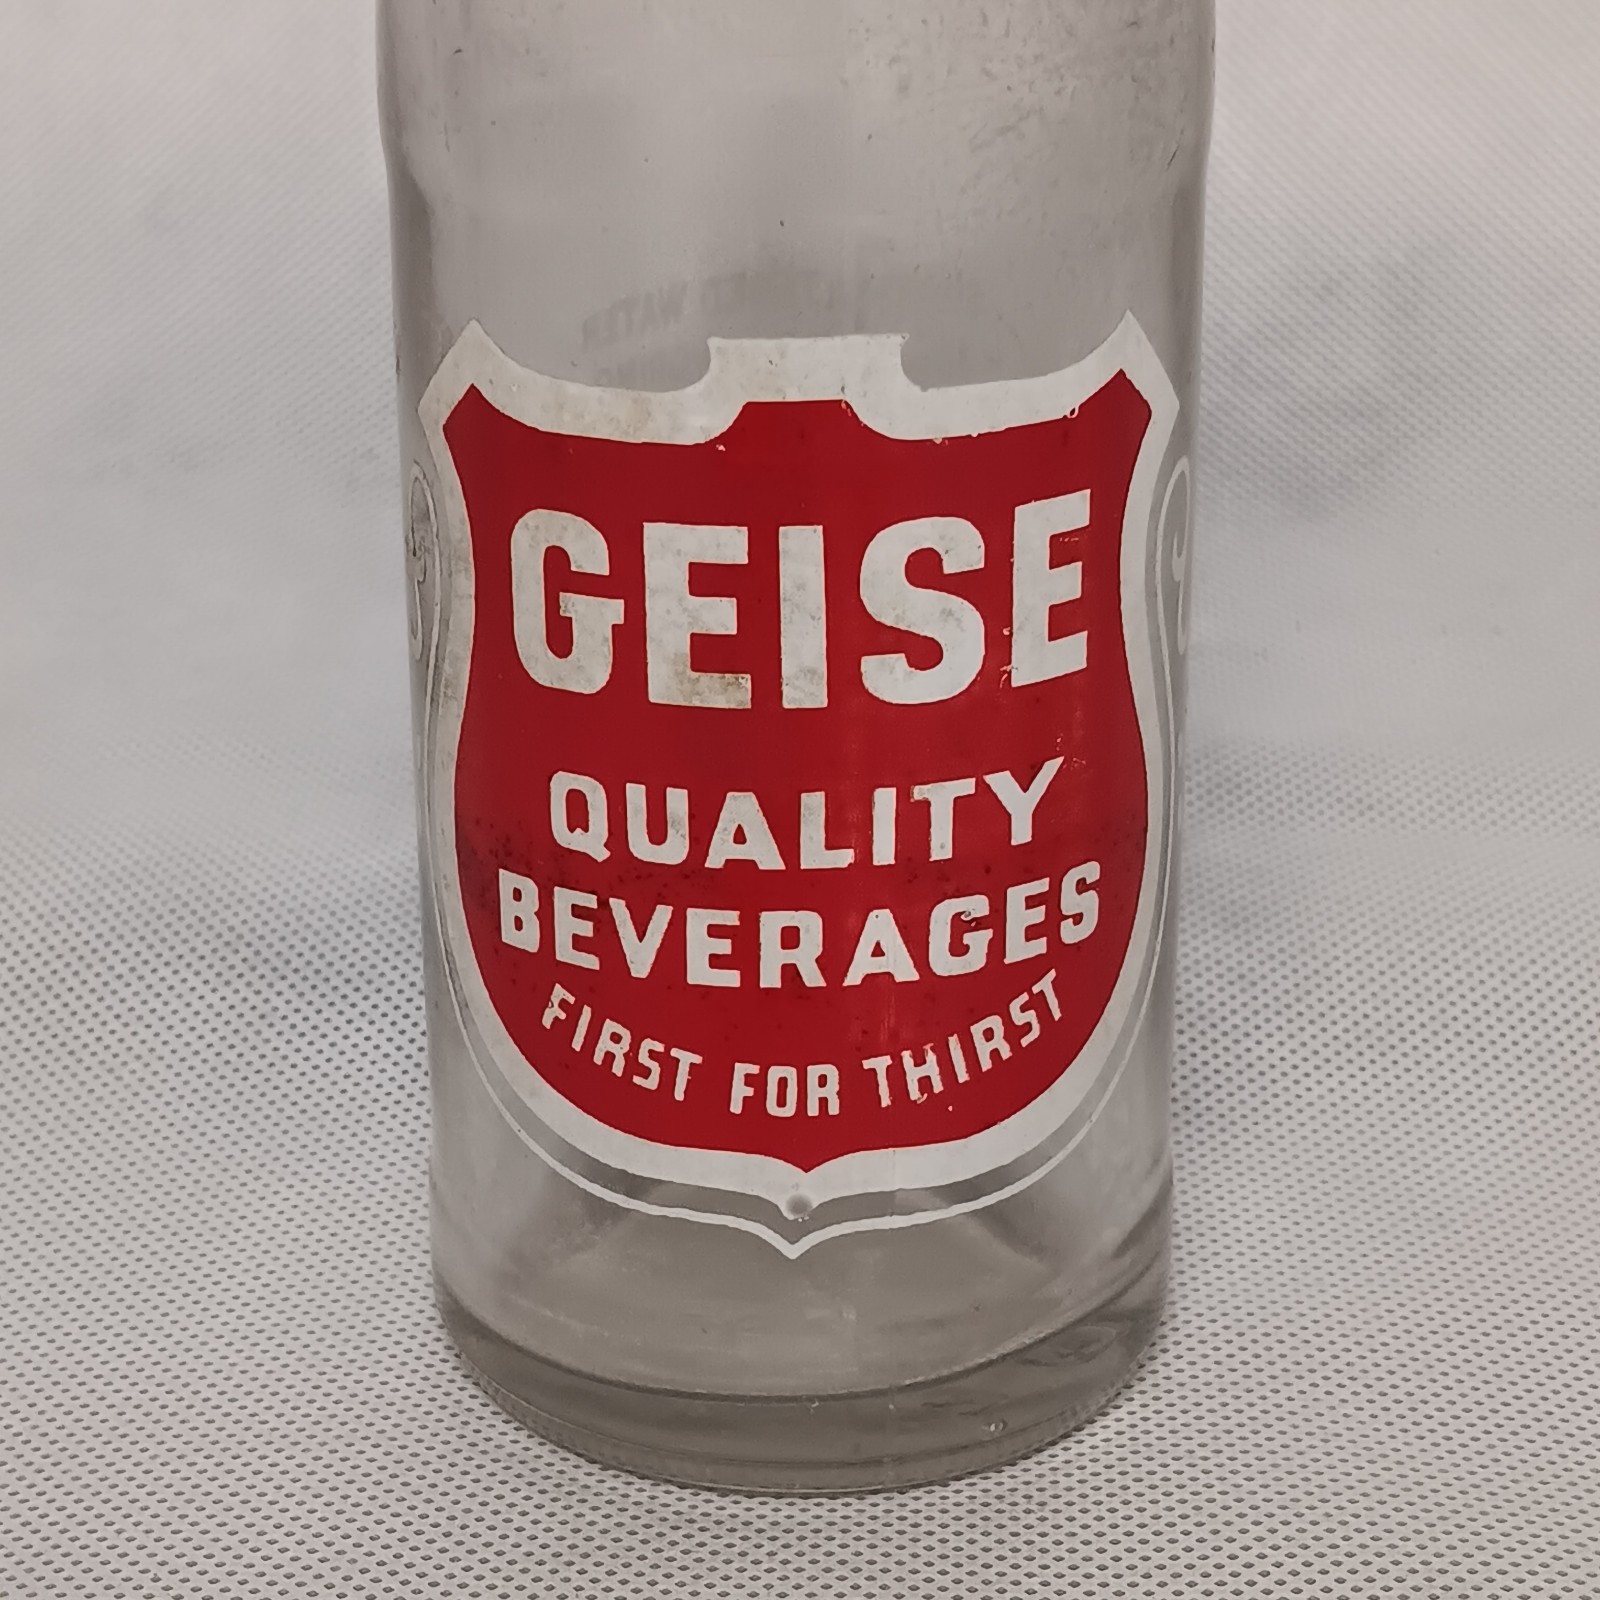 GEISE
QUALITY
BEVERAGES
FIRST FOR THIRST